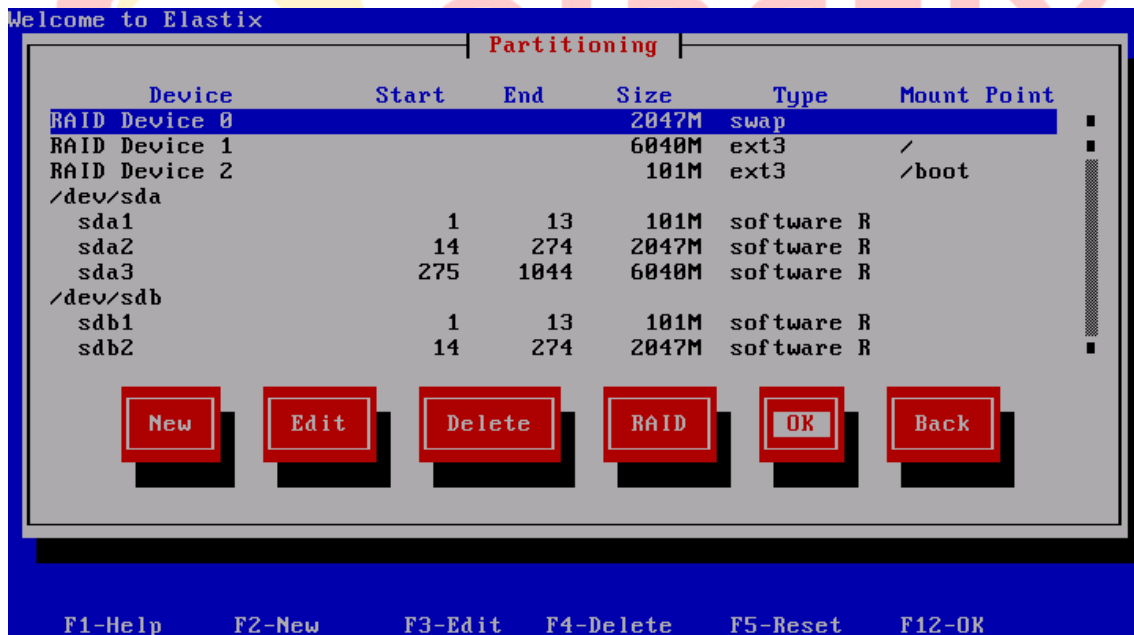 Welcome to Elastix
Partitioning
Device Start End Size Type Mount Point
RAID Device 0 2047M swap
RAID Device 1 6040M ext3 /
RAID Device 2 101M ext3 /boot
/dev/sda
sda1 1 13 101M software R
sda2 14 274 2047M software R
sda3 275 1044 6040M software R
/dev/sdb
sdb1 1 13 101M software R
sdb2 14 274 2047M software R
New Edit Delete RAID OK Back
F1-Help F2-New F3-Edit F4-Delete F5-Reset F12-OK